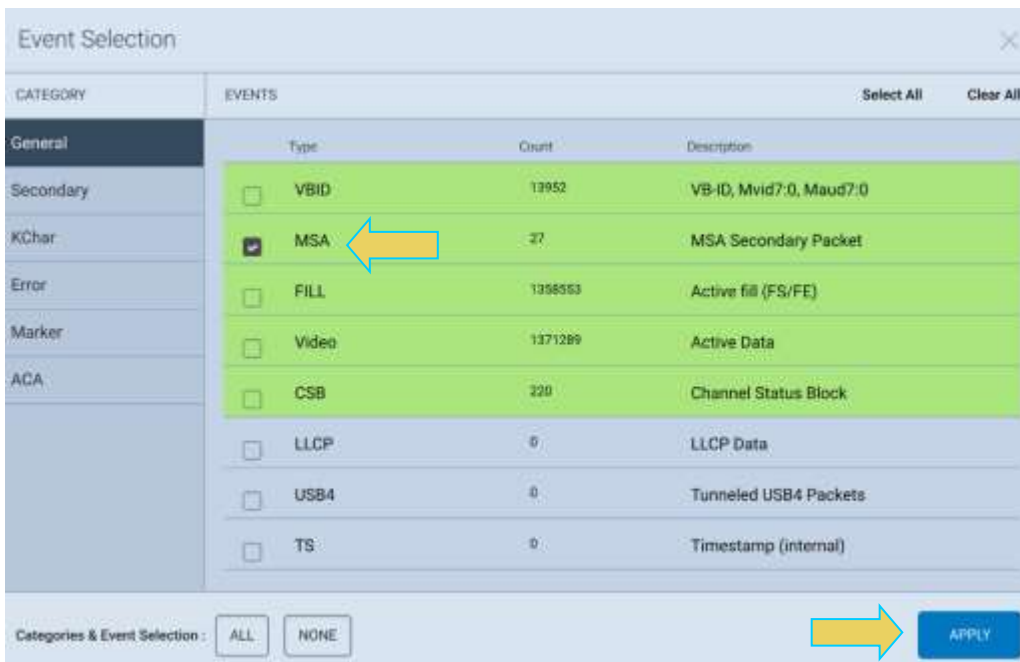 Event Selection
CATEGORY EVENTS Select All Clear All
General Type Count Description
Secondary VBID 13952 VB-ID, Mvid7:0, Maud7:0
KChar MSA 27 MSA Secondary Packet
Error FILL 1358553 Active fill (FS/FE)
Marker Video 1371289 Active Data
ACA CSB 220 Channel Status Block
LLCP 0 LLCP Data
USB4 0 Tunneled USB4 Packets
TS 0 Timestamp (internal)
Categories & Event Selection : ALL NONE APPLY